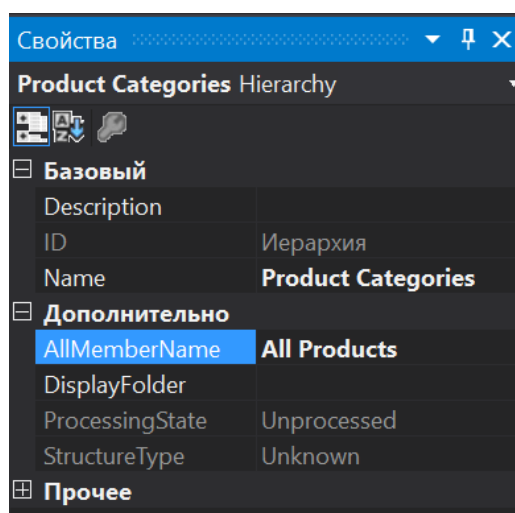 Свойства
Product Categories Hierarchy
Базовый
Description
ID Иерархия
Name Product Categories
Дополнительно
AllMemberName All Products
DisplayFolder
ProcessingState Unprocessed
StructureType Unknown
Прочее